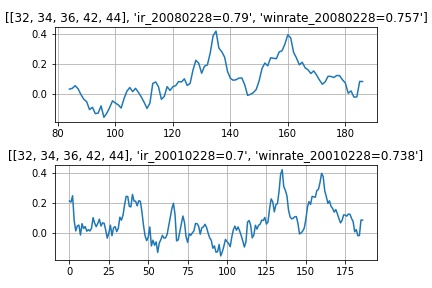 [[32, 34, 36, 42, 44], 'ir_20080228=0.79', 'winrate_20080228=0.757']
0.4
0.2
0.0
80 100 120 140 160 180
[[32, 34, 36, 42, 44], 'ir_20010228=0.7', 'winrate_20010228=0.738']
0.4
0.2
0.0
0 25 50 75 100 125 150 175